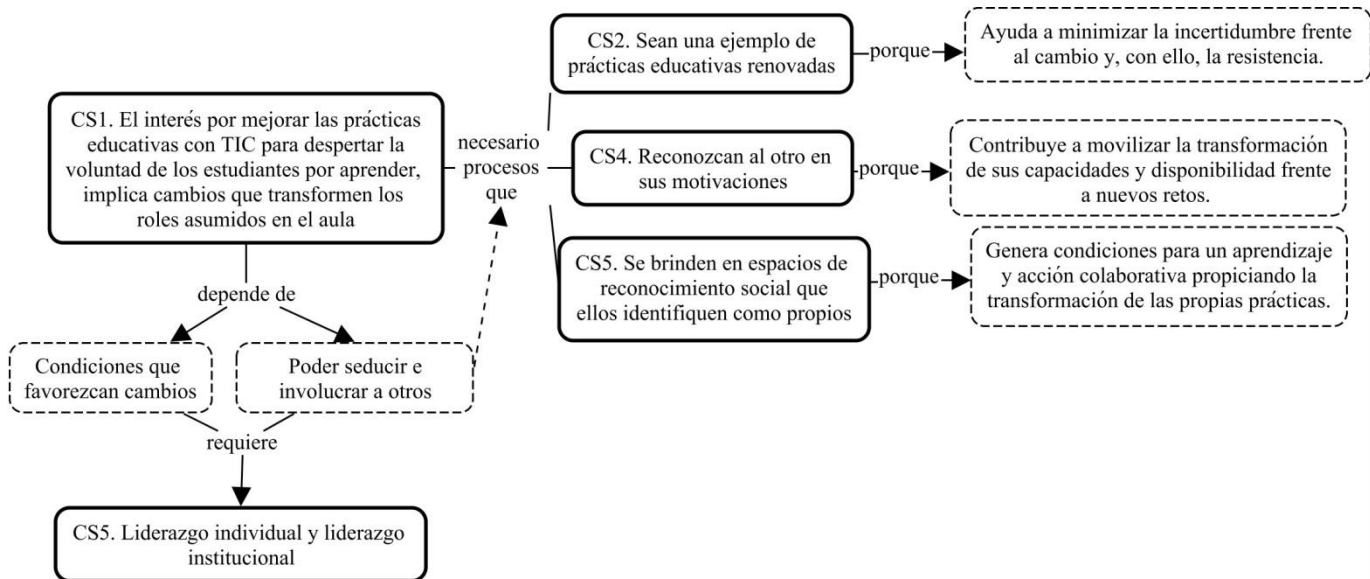 CS1. El interés por mejorar las prácticas
educativas con TIC para despertar la
voluntad de los estudiantes por aprender,
implica cambios que transformen los
roles asumidos en el aula
depende de
Condiciones que
favorezcan cambios
Poder seducir e
involucrar a otros
requiere
CS5. Liderazgo individual y liderazgo
institucional
necesario
procesos
que
CS2. Sean una ejemplo de
prácticas educativas renovadas
porque
Ayuda a minimizar la incertidumbre frente
al cambio y, con ello, la resistencia.
CS4. Reconozcan al otro en
sus motivaciones
porque
Contribuye a movilizar la transformación
de sus capacidades y disponibilidad frente
a nuevos retos.
CS5. Se brinden en espacios de
reconocimiento social que
ellos identifiquen como propios
porque
Genera condiciones para un aprendizaje
y acción colaborativa propiciando la
transformación de las propias prácticas.